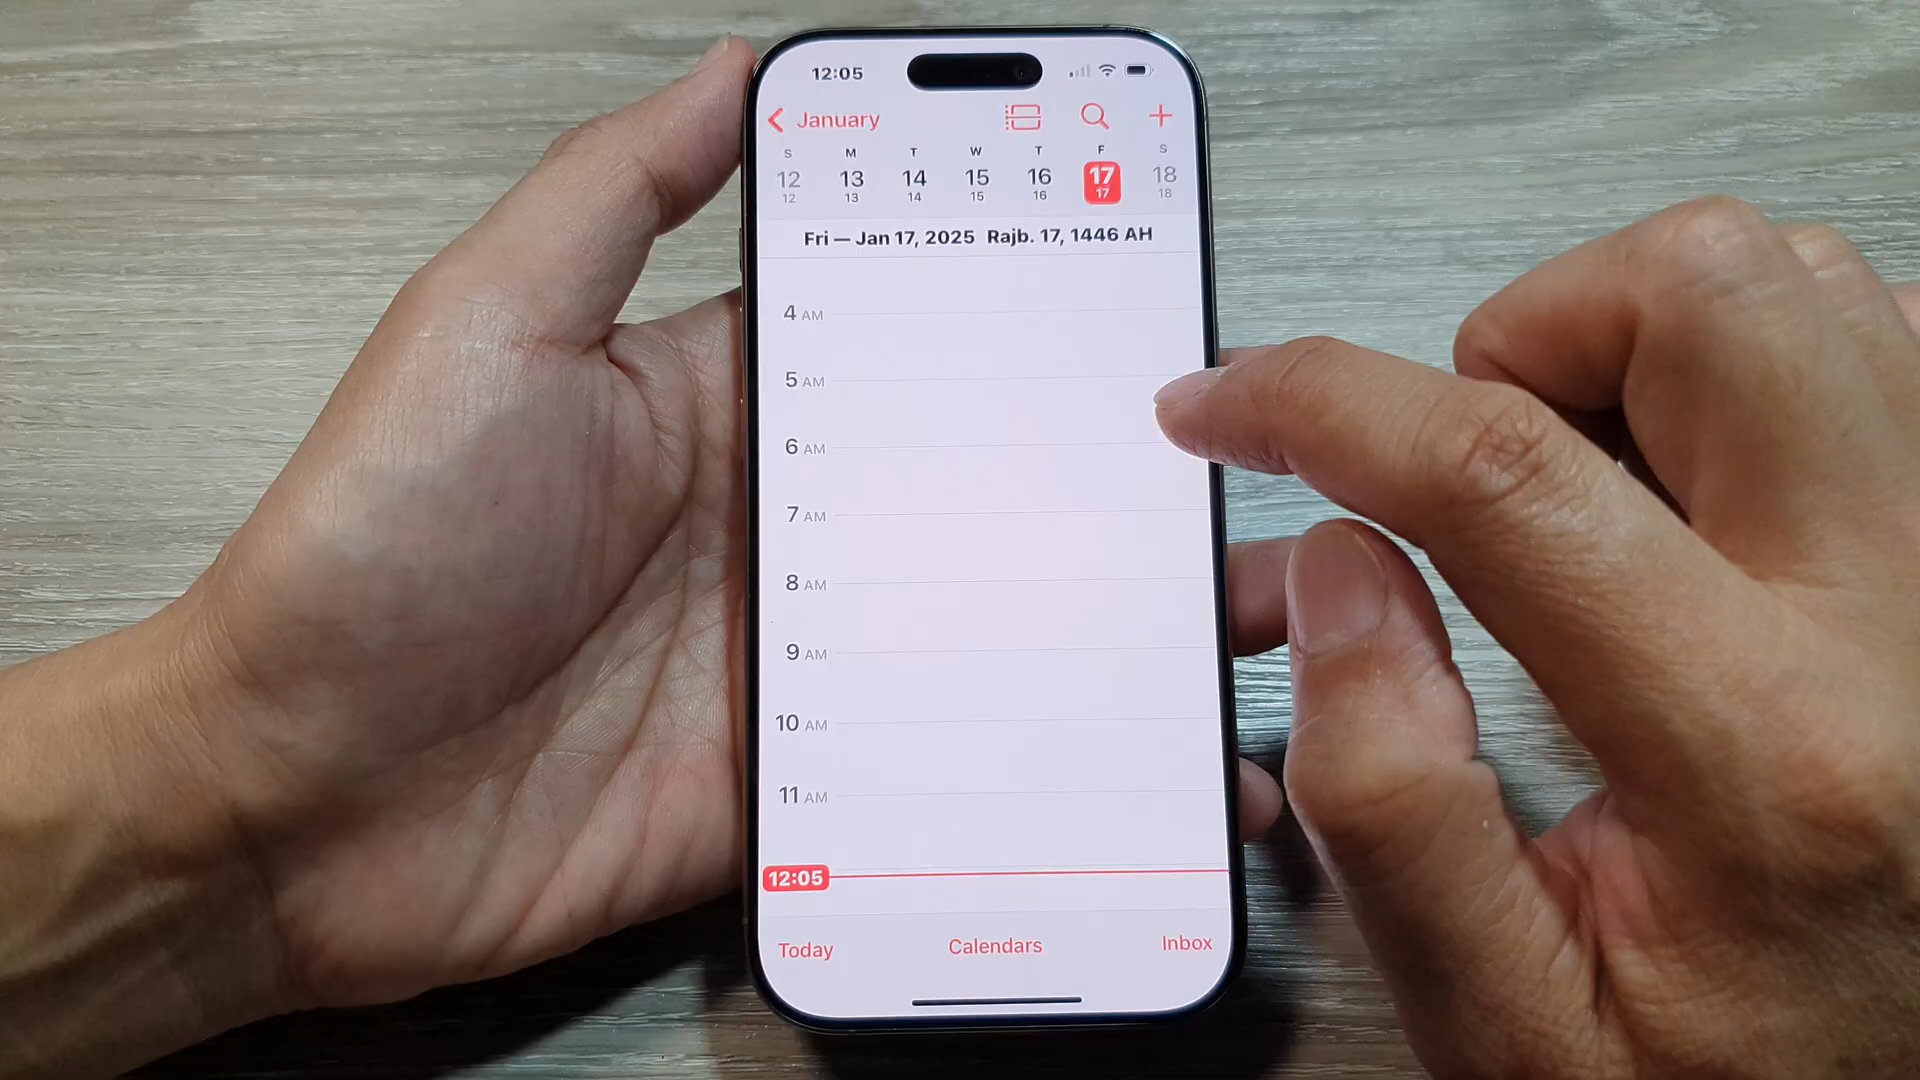 12:05
January
S M T W T F S
12 13 14 15 16 17 18
12 13 14 15 16 17 18
Fri — Jan 17, 2025 Rajb. 17, 1446 AH
4 AM
5 AM
6 AM
7 AM
8 AM
9 AM
10 AM
11 AM
12:05
Today Calendars Inbox